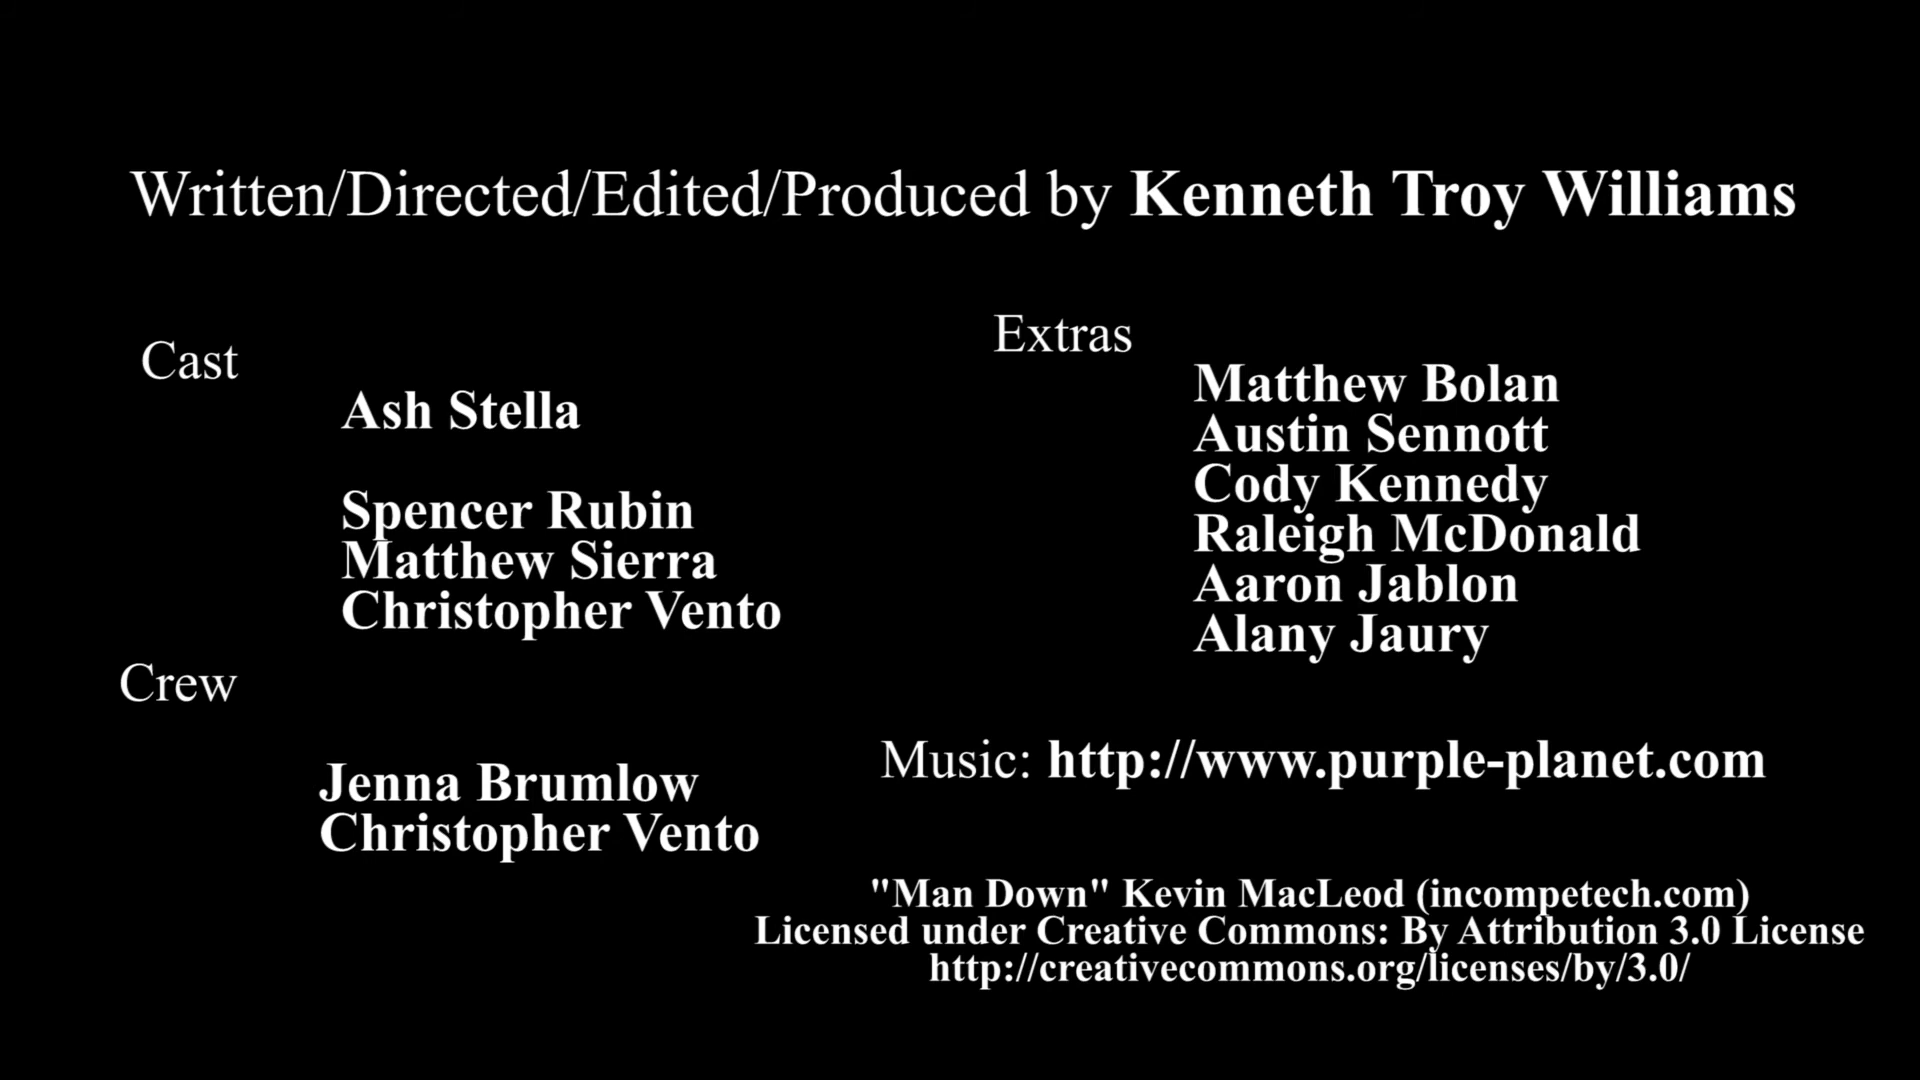 Written/Directed/Edited/Produced by Kenneth Troy Williams
Cast
Ash Stella
Spencer Rubin
Matthew Sierra
Christopher Vento
Crew
Jenna Brumlow
Christopher Vento
Extras
Matthew Bolan
Austin Sennott
Cody Kennedy
Raleigh McDonald
Aaron Jablon
Alany Jaury
Music: http://www.purple-planet.com
"Man Down" Kevin MacLeod (incompetech.com)
Licensed under Creative Commons: By Attribution 3.0 License
http://creativecommons.org/licenses/by/3.0/